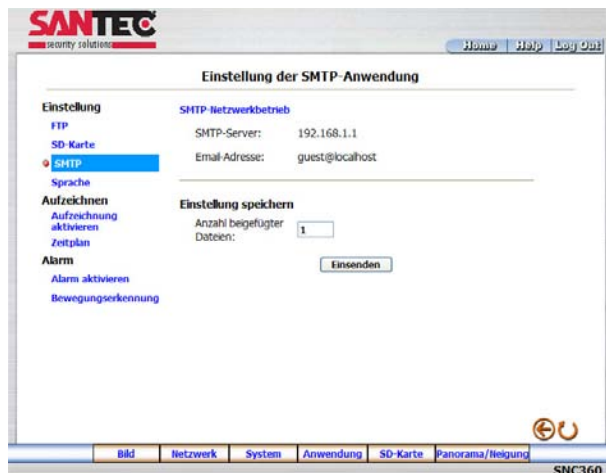 SANTEC
security solutions
Home | Help | Log Out
Einstellung der SMTP-Anwendung
Einstellung
FTP
SD-Karte
SMTP
Sprache
Aufzeichnen
Aufzeichnung
aktivieren
Zeitplan
Alarm
Alarm aktivieren
Bewegungserkennung
SMTP-Netzwerkbetrieb
SMTP-Server: 192.168.1.1
Email-Adresse: guest@localhost
Einstellung speichern
Anzahl beigefügter
Dateien: 1
Einsenden
Bild Netzwerk System Anwendung SD-Karte Panorama/Neigung
SNC360